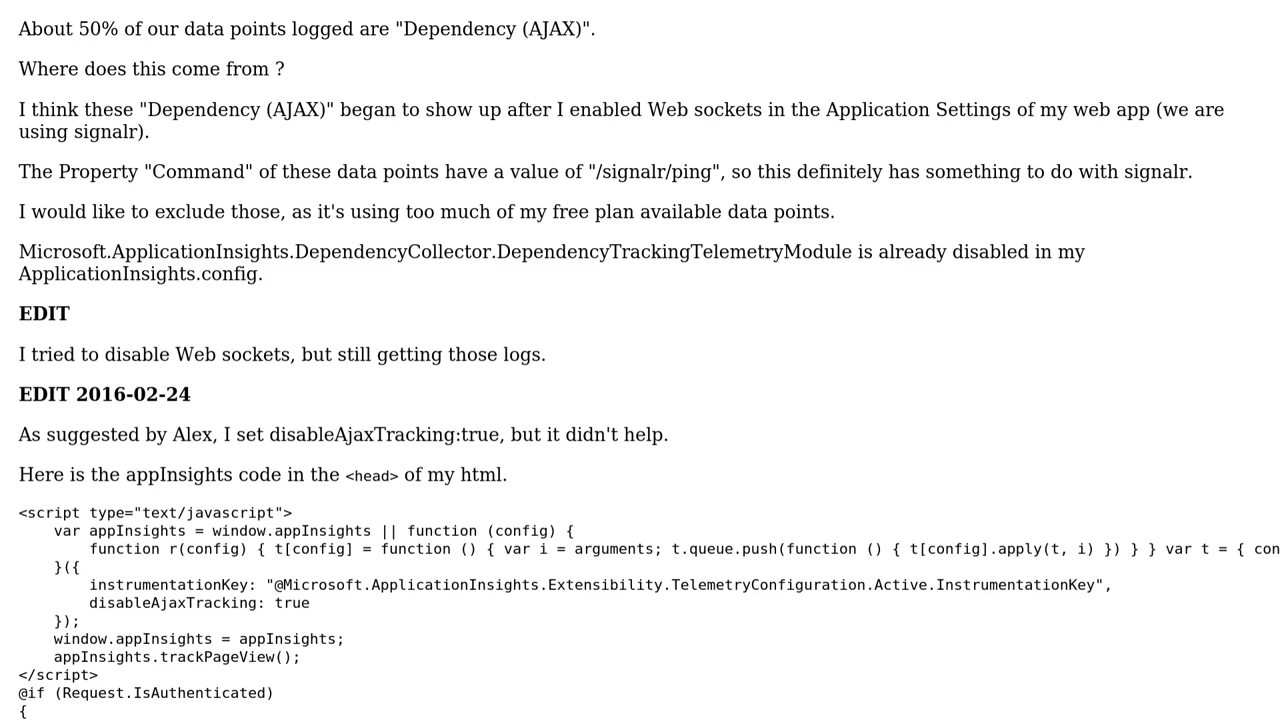 About 50% of our data points logged are "Dependency (AJAX)".
Where does this come from ?
I think these "Dependency (AJAX)" began to show up after I enabled Web sockets in the Application Settings of my web app (we are
using signalr).
The Property "Command" of these data points have a value of "/signalr/ping", so this definitely has something to do with signalr.
I would like to exclude those, as it's using too much of my free plan available data points.
Microsoft.ApplicationInsights.DependencyCollector.DependencyTrackingTelemetryModule is already disabled in my
ApplicationInsights.config.
EDIT
I tried to disable Web sockets, but still getting those logs.
EDIT 2016-02-24
As suggested by Alex, I set disableAjaxTracking:true, but it didn't help.
Here is the appInsights code in the <head> of my html.
<script type="text/javascript">
    var appInsights = window.appInsights || function (config) {
        function r(config) { t[config] = function () { var i = arguments; t.queue.push(function () { t[config].apply(t, i) }) } } var t = { con
    }({
        instrumentationKey: "@Microsoft.ApplicationInsights.Extensibility.TelemetryConfiguration.Active.InstrumentationKey",
        disableAjaxTracking: true
    });
    window.appInsights = appInsights;
    appInsights.trackPageView();
</script>
@if (Request.IsAuthenticated)
{